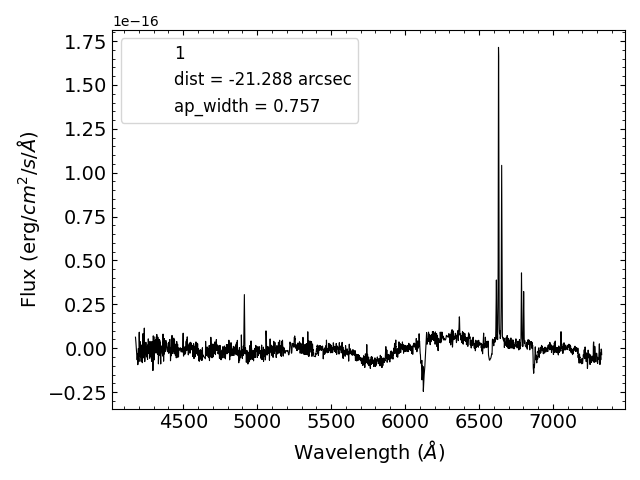 1e−16
1
dist = -21.288 arcsec
ap_width = 0.757
1.75
1.50
1.25
1.00
0.75
0.50
0.25
0.00
−0.25
Flux (erg/cm²/s/Å)
4500 5000 5500 6000 6500 7000
Wavelength (Å)